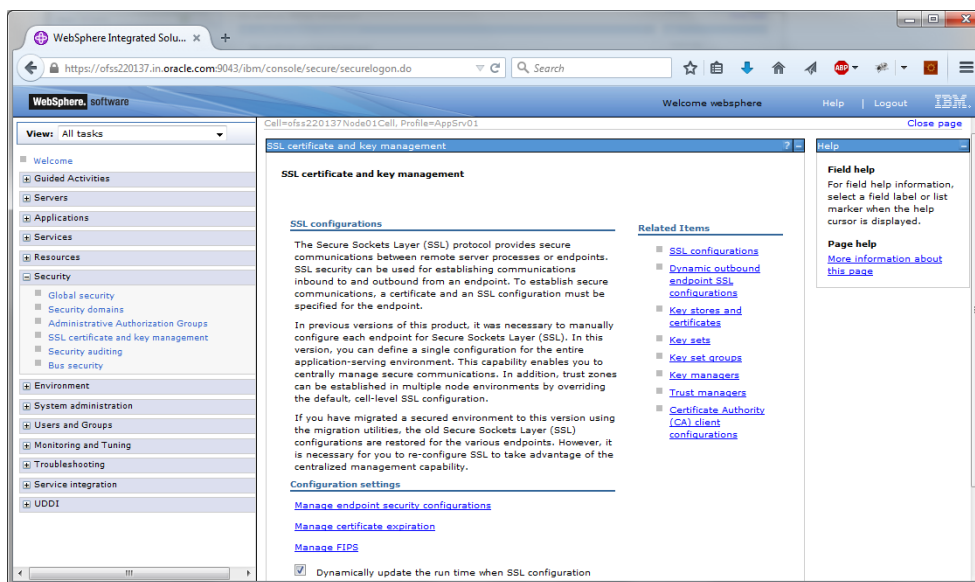 WebSphere Integrated Solu...
https://ofss220137.in.oracle.com:9043/ibm/console/secure/securelogon.do
Search
ABP
WebSphere. software
Welcome websphere
Help | Logout
IBM.
View: All tasks
Welcome
Guided Activities
Servers
Applications
Services
Resources
Security
Global security
Security domains
Administrative Authorization Groups
SSL certificate and key management
Security auditing
Bus security
Environment
System administration
Users and Groups
Monitoring and Tuning
Troubleshooting
Service integration
UDDI
Cell=ofss220137Node01Cell, Profile=AppSrv01
Close page
SSL certificate and key management
SSL certificate and key management
SSL configurations
The Secure Sockets Layer (SSL) protocol provides secure
communications between remote server processes or endpoints.
SSL security can be used for establishing communications
inbound to and outbound from an endpoint. To establish secure
communications, a certificate and an SSL configuration must be
specified for the endpoint.
In previous versions of this product, it was necessary to manually
configure each endpoint for Secure Sockets Layer (SSL). In this
version, you can define a single configuration for the entire
application-serving environment. This capability enables you to
centrally manage secure communications. In addition, trust zones
can be established in multiple node environments by overriding
the default, cell-level SSL configuration.
If you have migrated a secured environment to this version using
the migration utilities, the old Secure Sockets Layer (SSL)
configurations are restored for the various endpoints. However, it
is necessary for you to re-configure SSL to take advantage of the
centralized management capability.
Configuration settings
Manage endpoint security configurations
Manage certificate expiration
Manage FIPS
Dynamically update the run time when SSL configuration
Related Items
SSL configurations
Dynamic outbound
endpoint SSL
configurations
Key stores and
certificates
Key sets
Key set groups
Key managers
Trust managers
Certificate Authority
(CA) client
configurations
Help
Field help
For field help information,
select a field label or list
marker when the help
cursor is displayed.
Page help
More information about
this page